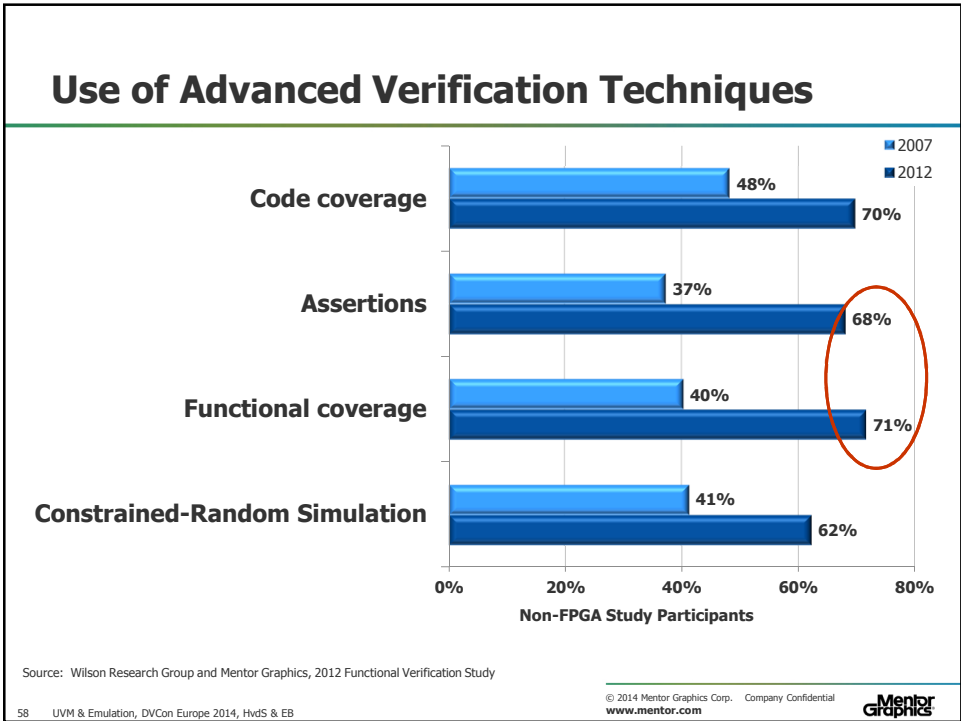 Use of Advanced Verification Techniques
2007
2012
Code coverage
48%
70%
Assertions
37%
68%
Functional coverage
40%
71%
Constrained-Random Simulation
41%
62%
0% 20% 40% 60% 80%
Non-FPGA Study Participants
Source: Wilson Research Group and Mentor Graphics, 2012 Functional Verification Study
58 UVM & Emulation, DVCon Europe 2014, HvdS & EB
© 2014 Mentor Graphics Corp. Company Confidential
www.mentor.com
Mentor
Graphics